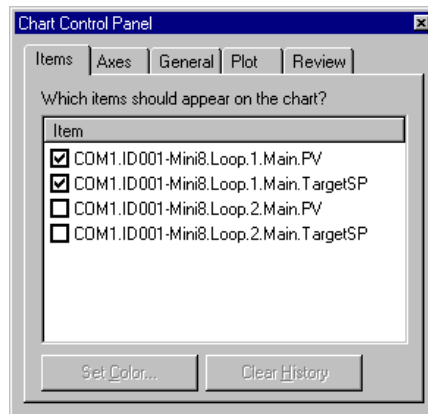 Chart Control Panel
Items Axes General Plot Review
Which items should appear on the chart?
Item
COM1.ID001-Mini8.Loop.1.Main.PV
COM1.ID001-Mini8.Loop.1.Main.TargetSP
COM1.ID001-Mini8.Loop.2.Main.PV
COM1.ID001-Mini8.Loop.2.Main.TargetSP
Set Color... Clear History